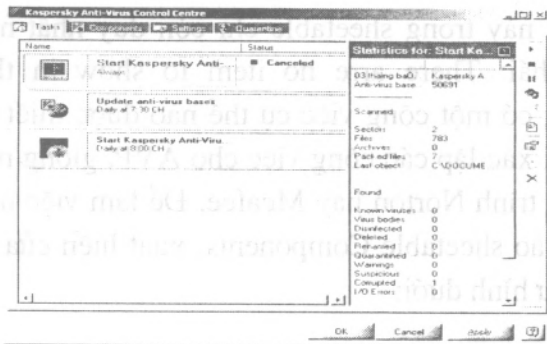 Kaspersky Anti-Virus Control Centre
Tasks Components Settings Quarantine
Name Status
Start Kaspersky Anti- Canceled
Update anti-virus bases
Daily at 7:30 CH
Start Kaspersky Anti-Viru
Daily at CH
Statistics for: Start Ka...
Kaspersky A
Anti-virus base 50691
Scanned
Sectors 2
Files 783
Archives 0
Packed files 0
Last object C:\DOCUME
Found
Known viruses 0
Virus bodies 0
Disinfected 0
Deleted 0
Renamed 0
Quarantined 0
Warnings 0
Suspicious 0
Corrupted 1
I/O Errors 0
OK Cancel Apply